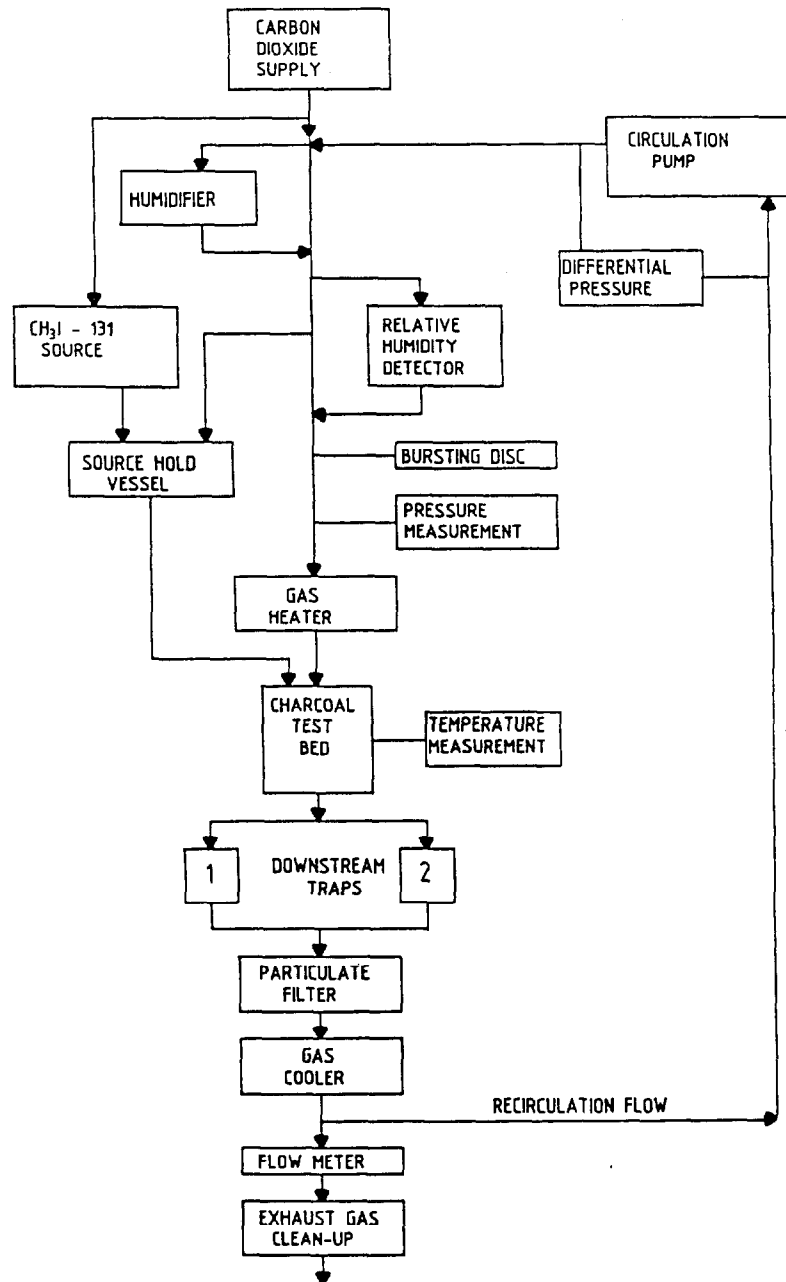 CARBON
DIOXIDE
SUPPLY
CIRCULATION
PUMP
HUMIDIFIER
DIFFERENTIAL
PRESSURE
CH₃I - 131
SOURCE
RELATIVE
HUMIDITY
DETECTOR
SOURCE HOLD
VESSEL
BURSTING DISC
PRESSURE
MEASUREMENT
GAS
HEATER
CHARCOAL
TEST
BED
TEMPERATURE
MEASUREMENT
1
DOWNSTREAM
TRAPS
2
PARTICULATE
FILTER
GAS
COOLER
RECIRCULATION FLOW
FLOW METER
EXHAUST GAS
CLEAN-UP